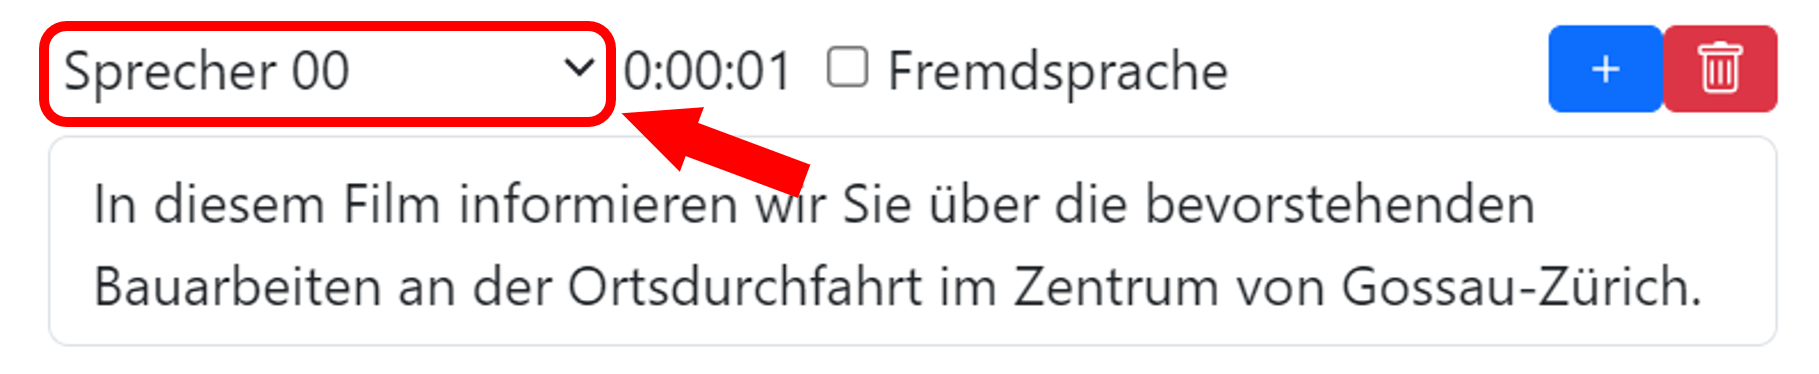 Sprecher 00 0:00:01 Fremdsprache +
In diesem Film informieren wir Sie über die bevorstehenden
Bauarbeiten an der Ortsdurchfahrt im Zentrum von Gossau-Zürich.